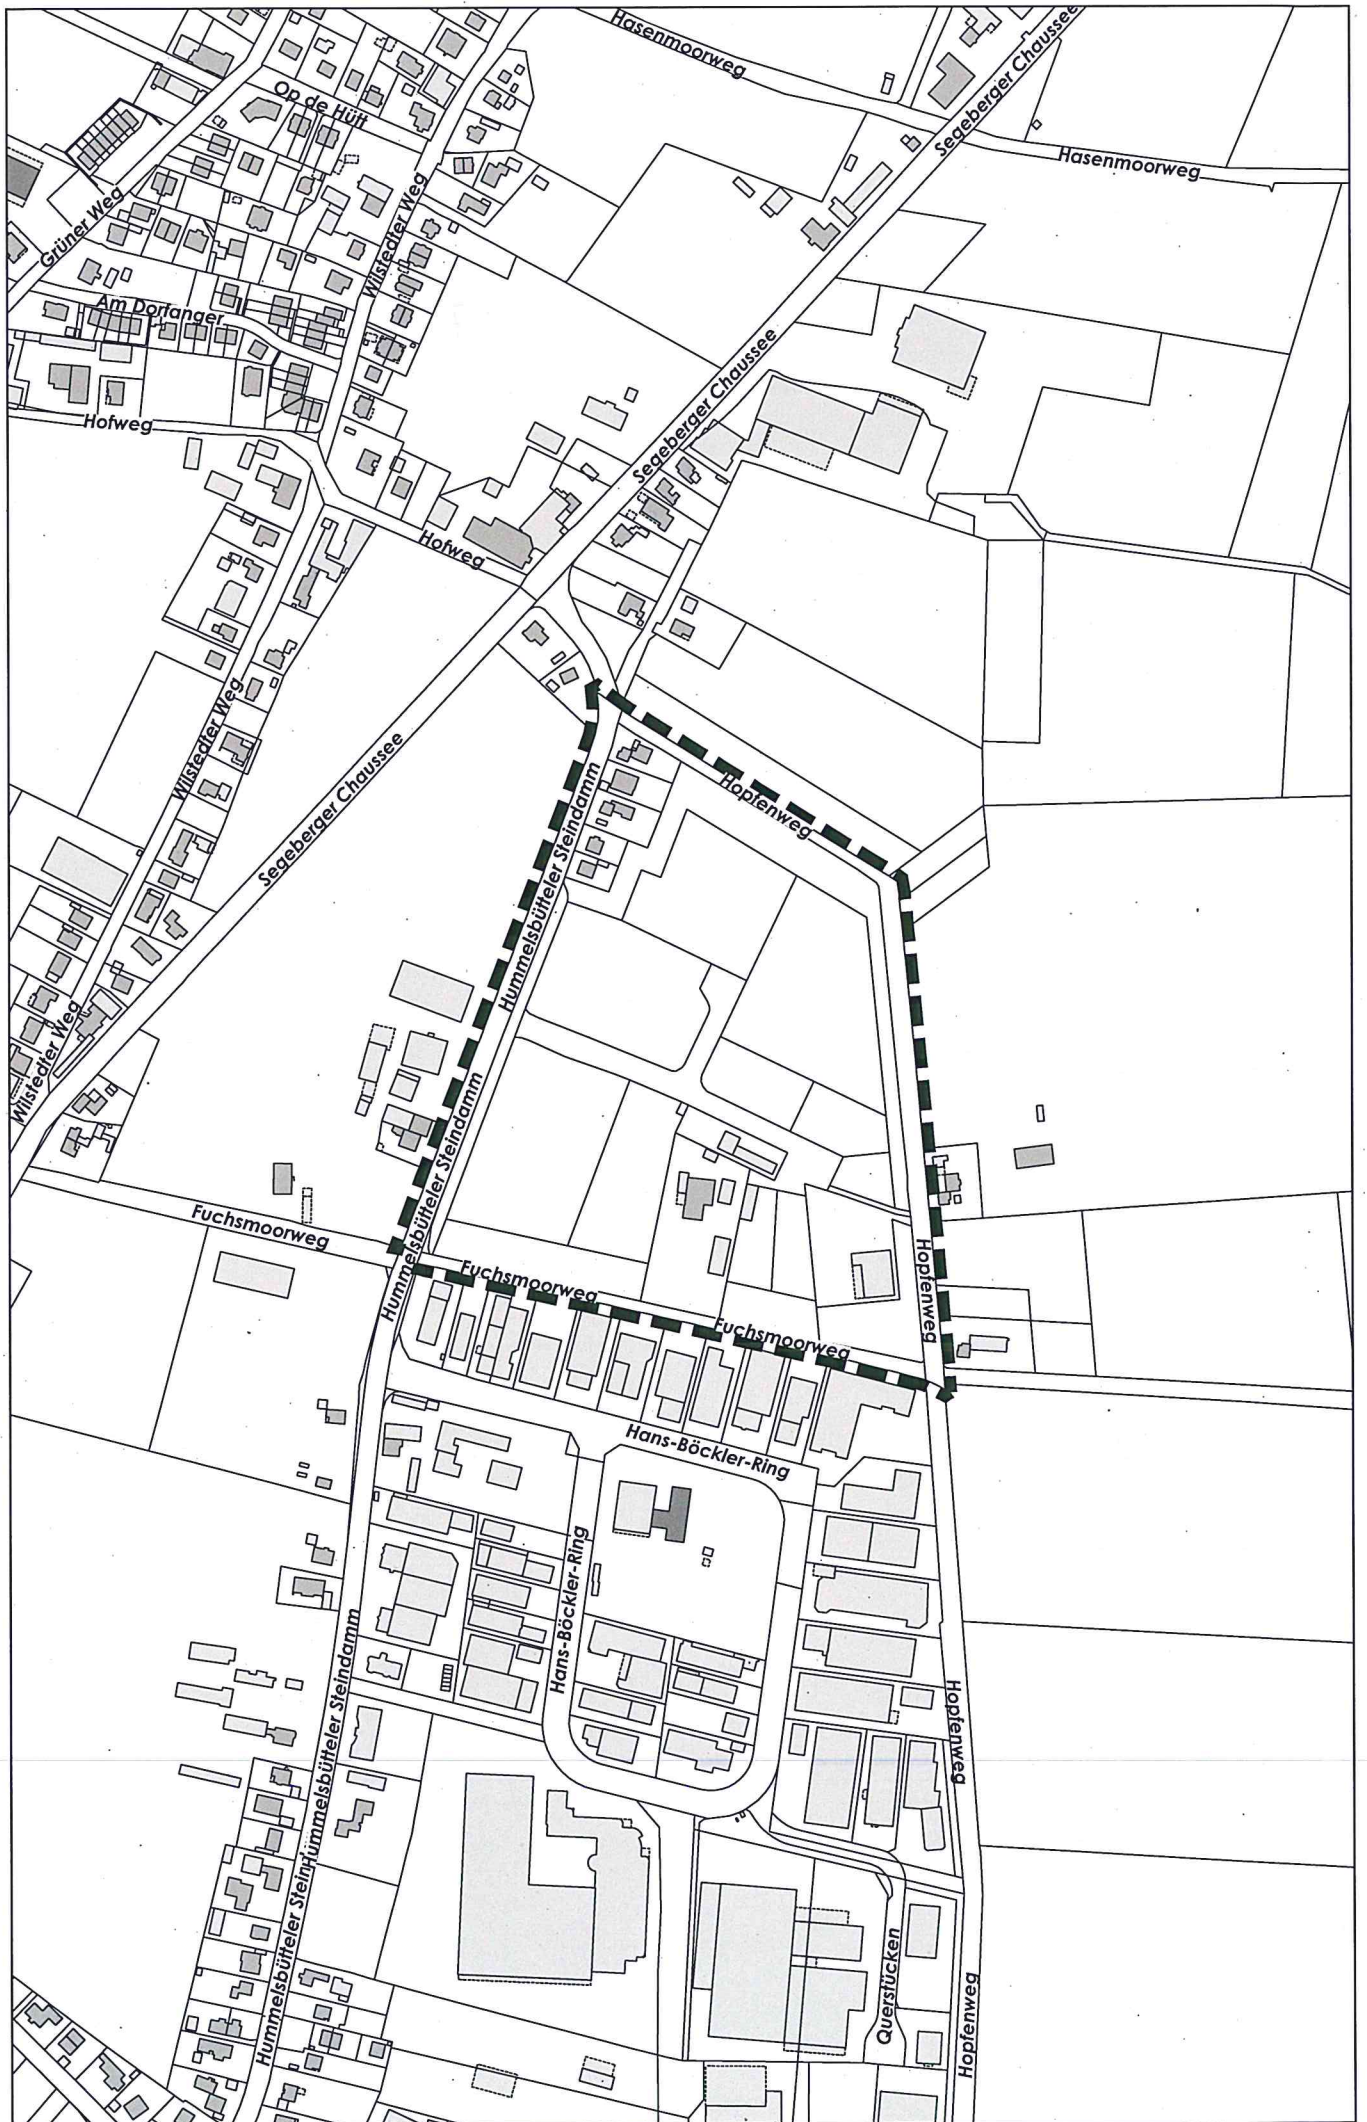 Hasenmoorweg
Segeberger Chaussee
Op de Hütt
Hasenmoorweg
Grüner Weg
Wilstedter Weg
Am Dorfanger
Segeberger Chaussee
Hofweg
Hofweg
Wilstedter Weg
Segeberger Chaussee
Hopfenweg
Hummelsbütteler Steindamm
Wilstedter Weg
Hummelsbütteler Steindamm
Fuchsmoorweg
Fuchsmoorweg
Hopfenweg
Fuchsmoorweg
Hans-Böckler-Ring
Hans-Böckler-Ring
Hummelsbütteler Steindamm
Hopfenweg
Hummelsbütteler Stein
Querstücken
Hopfenweg